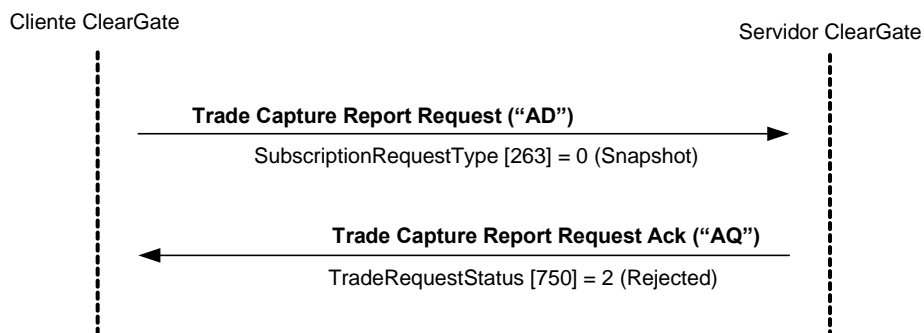 Cliente ClearGate
Servidor ClearGate
Trade Capture Report Request (“AD”)
SubscriptionRequestType [263] = 0 (Snapshot)
Trade Capture Report Request Ack (“AQ”)
TradeRequestStatus [750] = 2 (Rejected)